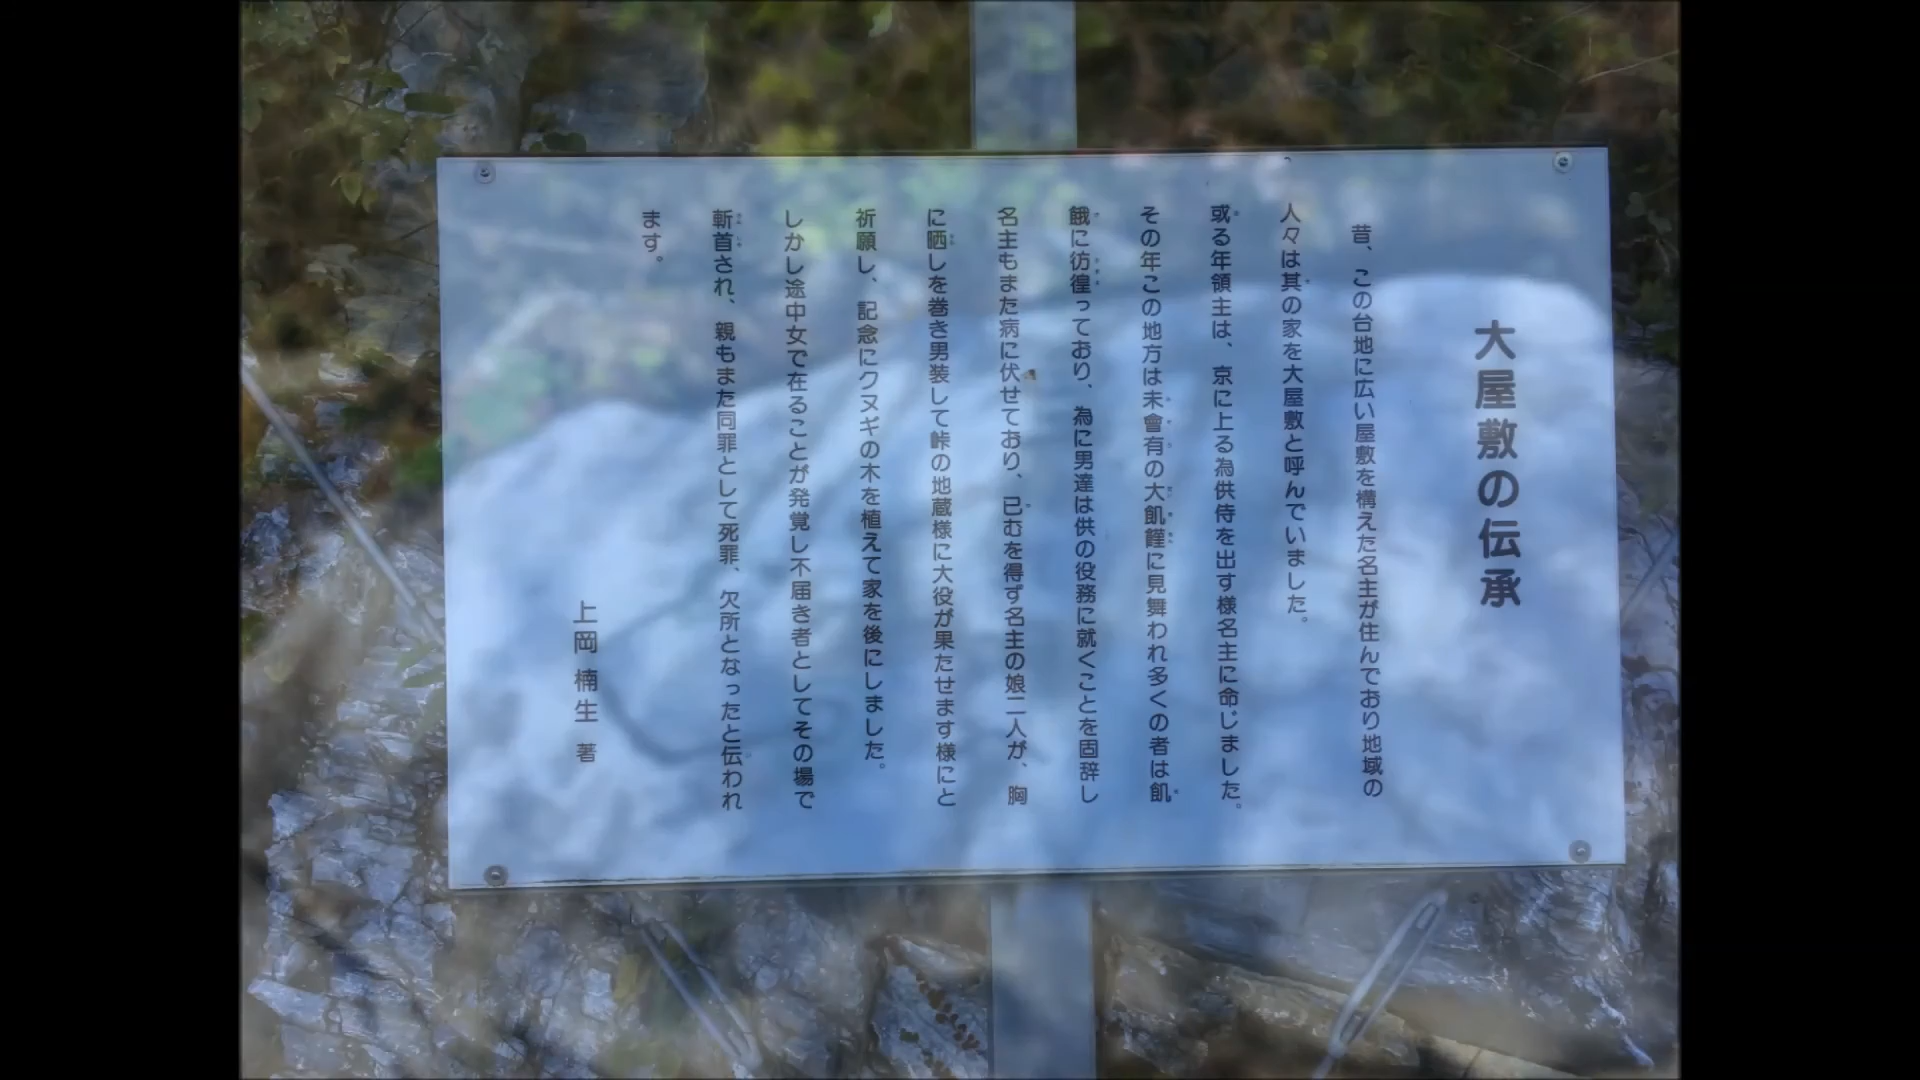 大屋敷の伝承
昔、この台地に広い屋敷を構えた名主が住んでおり地域の
人々は其の家を大屋敷と呼んでいました。
或る年領主は、京に上る為供侍を出す様名主に命じました。
その年この地方は未會有の大飢饉に見舞われ多くの者は飢
餓に彷徨っており、為に男達は供の役務に就くことを固辞し
名主もまた病に伏せており、已むを得ず名主の娘二人が、胸
に晒しを巻き男装して峠の地蔵様に大役が果たせます様にと
祈願し、記念にクヌギの木を植えて家を後にしました。
しかし途中女で在ることが発覚し不届き者としてその場で
斬首され、親もまた同罪として死罪、欠所となったと伝われ
ます。
上岡楠生 著